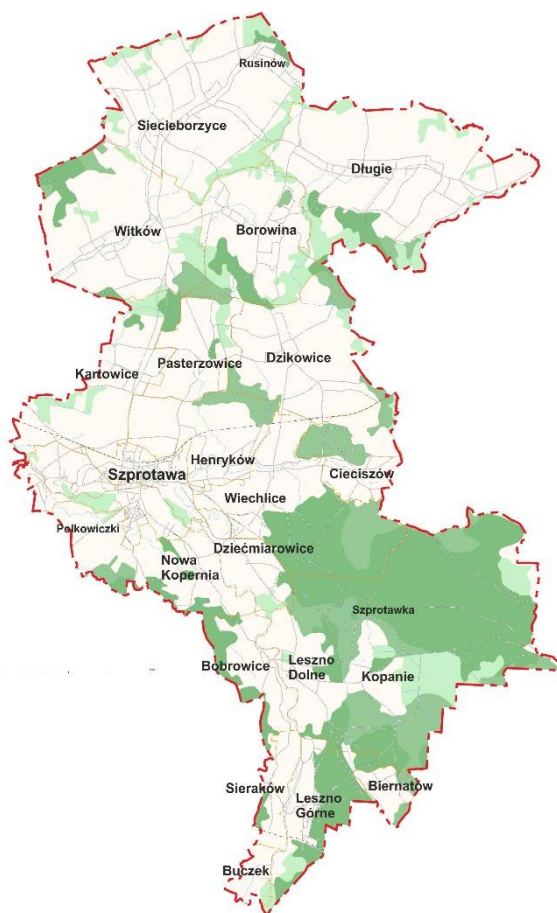 Rusinów
Siecieborzyce
Długie
Witków
Borowina
Pasterzowice
Dzikowice
Kartowice
Henryków
Szprotawa
Cieciszów
Wiechlice
Polkowiczki
Dziećmiarowice
Nowa
Kopernia
Szprotawka
Bobrowice
Leszno
Dolne
Kopanie
Sieraków
Biernatów
Leszno
Górne
Buczek